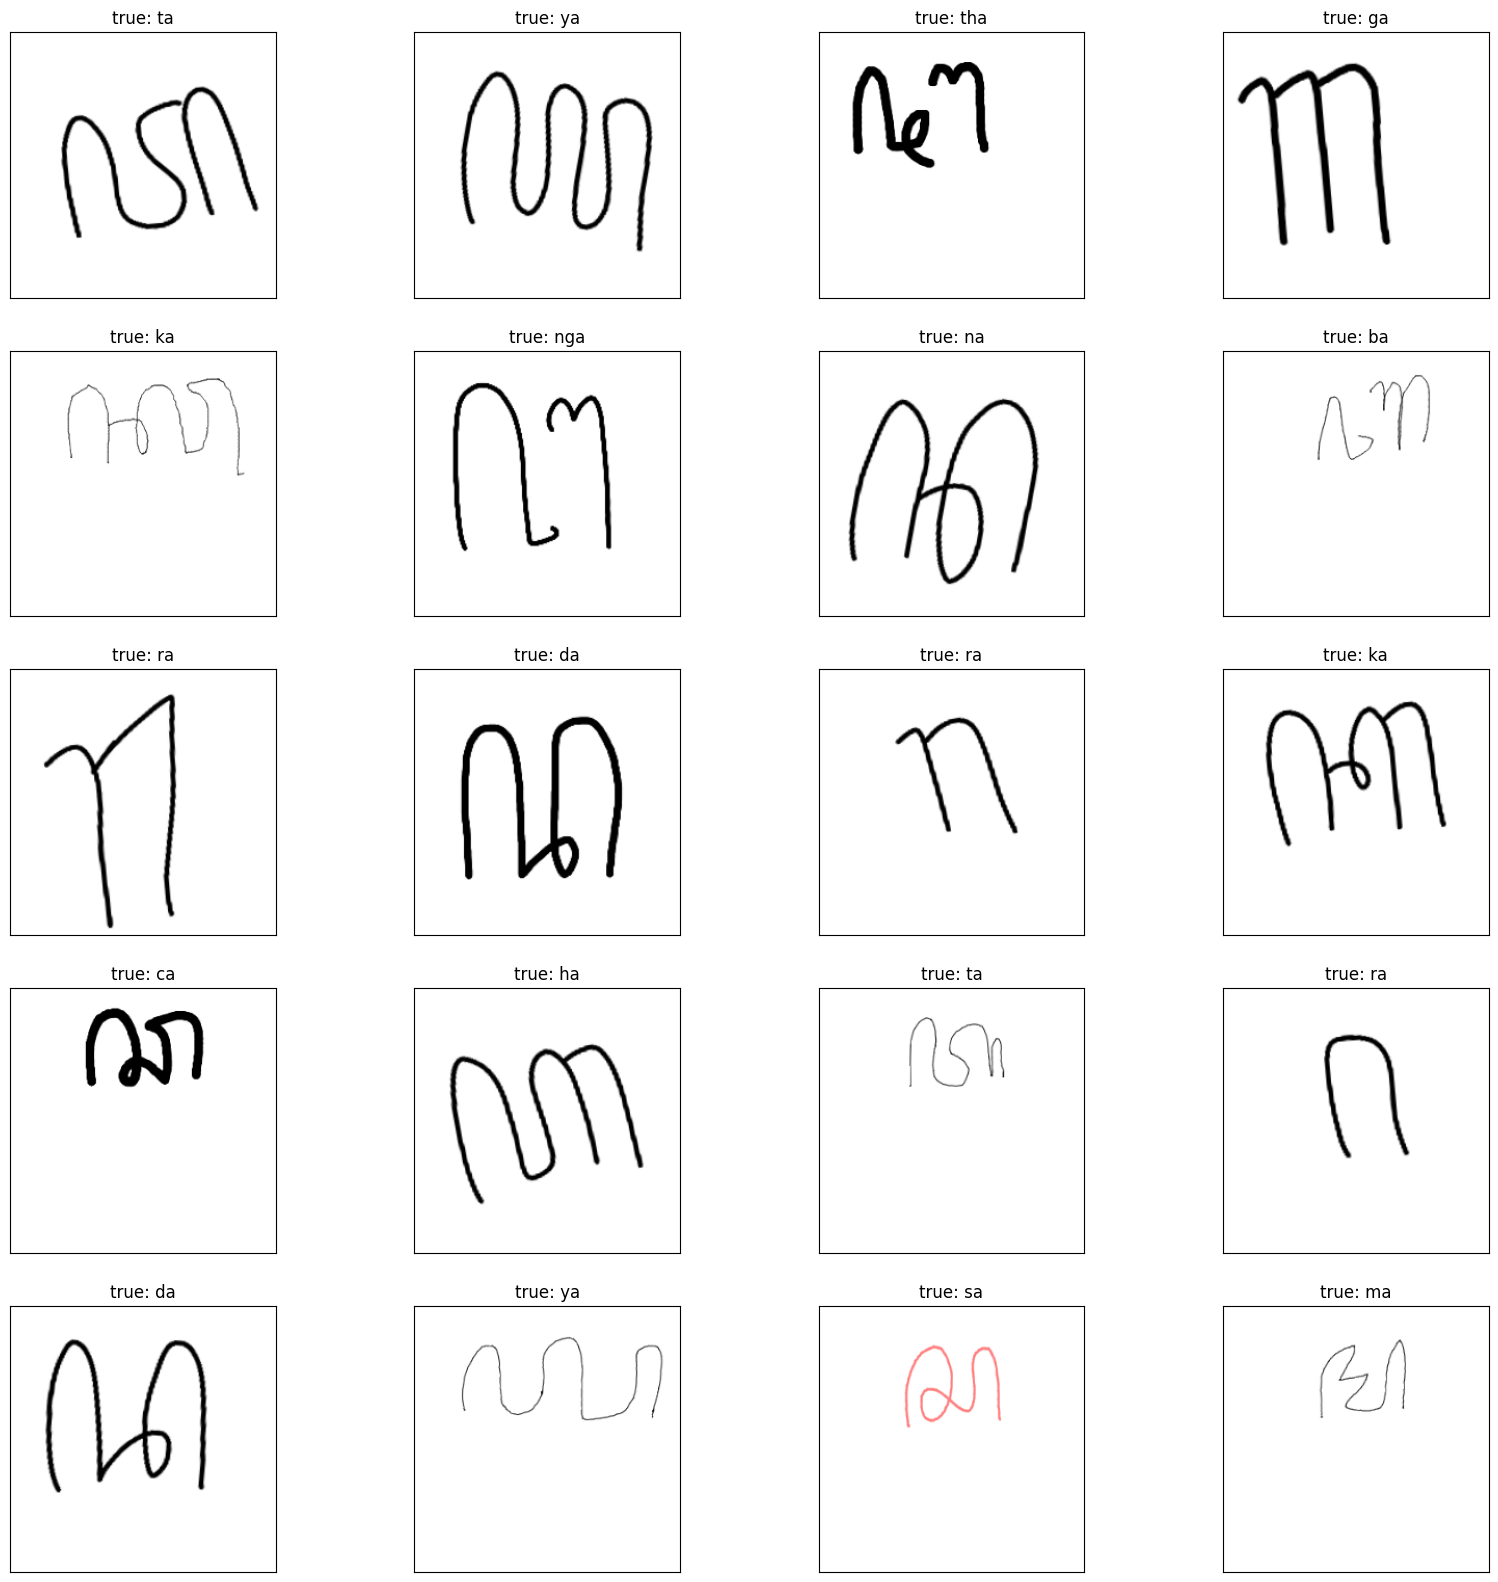 true: ta true: ya true: tha true: ga
ꦠ ꦪ ꦛ ꦒ
true: ka true: nga true: na true: ba
ꦏ ꦔ ꦤ ꦧ
true: ra true: da true: ra true: ka
ꦫ ꦢ ꦫ ꦏ
true: ca true: ha true: ta true: ra
ꦕ ꦲ ꦠ ꦫ
true: da true: ya true: sa true: ma
ꦢ ꦪ ꦱ ꦩ